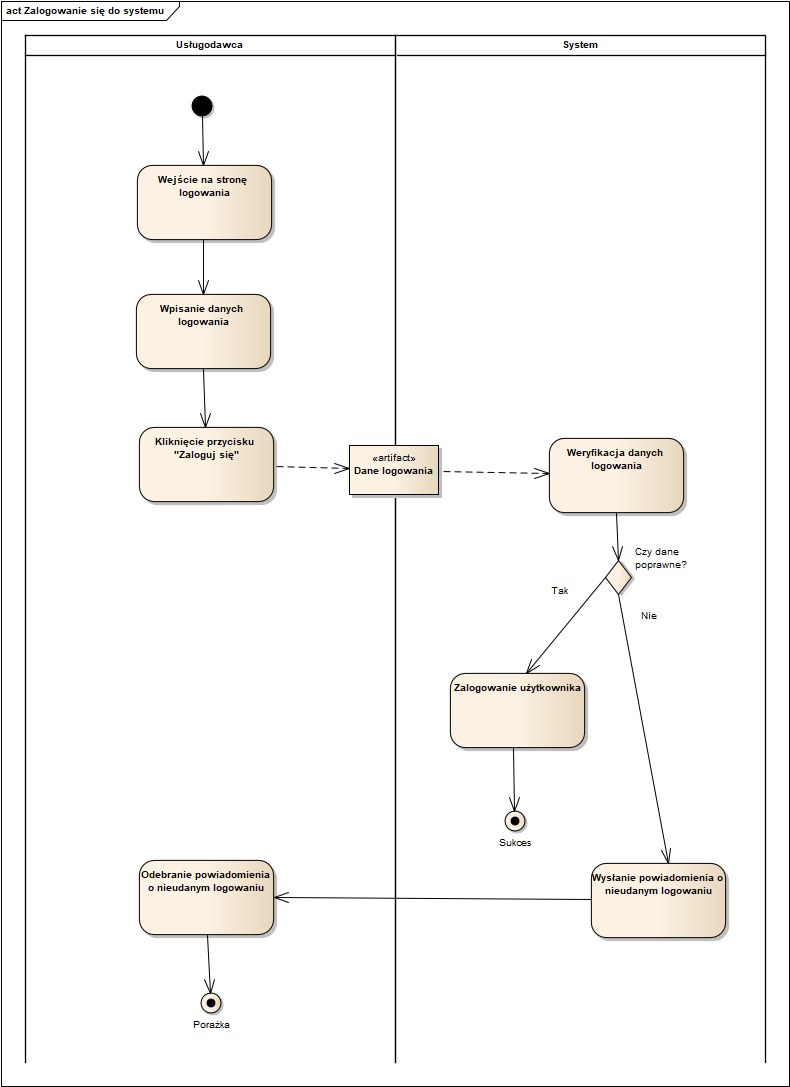 act Zalogowanie się do systemu
Usługodawca
System
Wejście na stronę
logowania
Wpisanie danych
logowania
Kliknięcie przycisku
"Zaloguj się"
«artifact»
Dane logowania
Weryfikacja danych
logowania
Czy dane
poprawne?
Tak
Nie
Zalogowanie użytkownika
Sukces
Odebranie powiadomienia
o nieudanym logowaniu
Wysłanie powiadomienia o
nieudanym logowaniu
Porażka